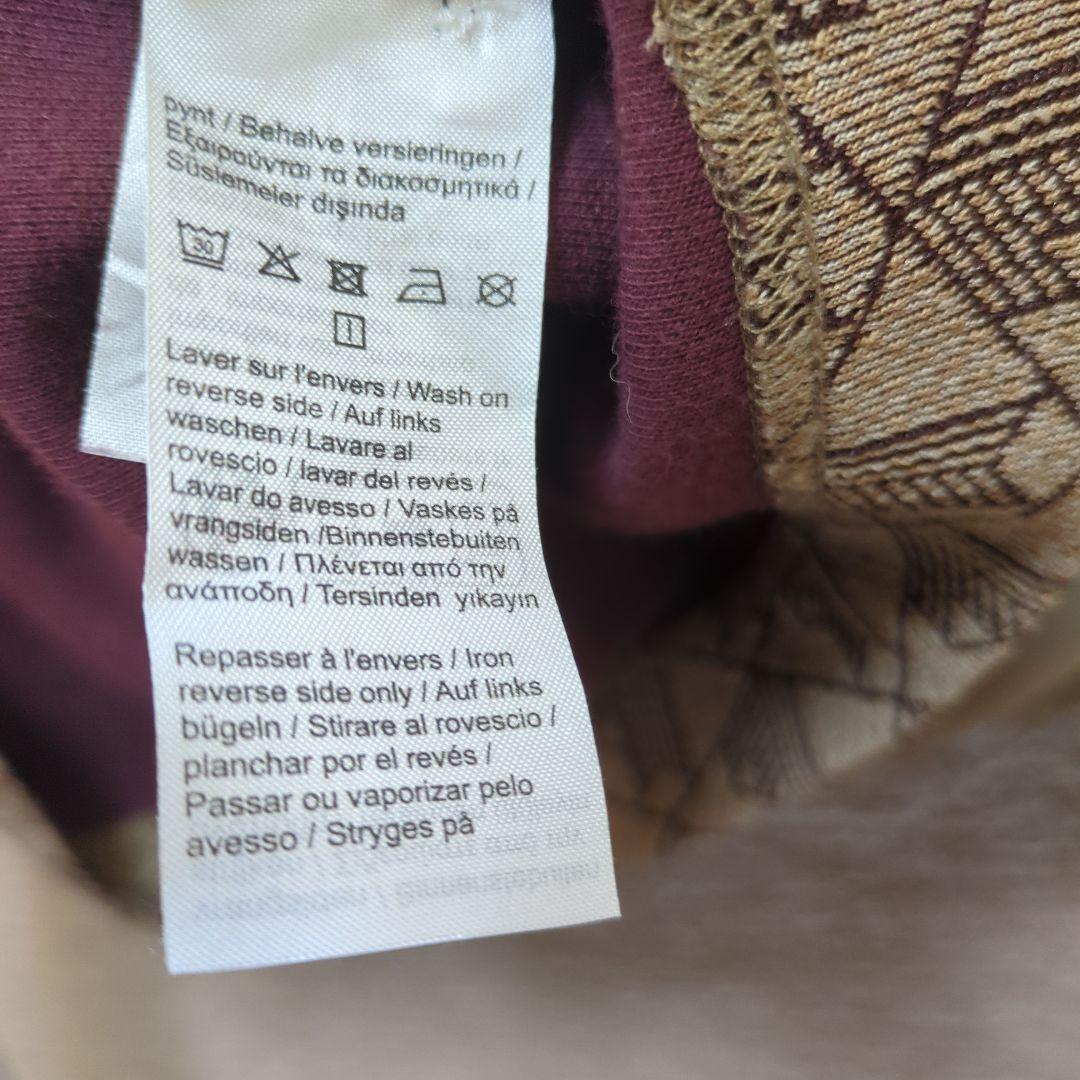 pynt / Behalve versieringen /
Εξαιρούνται τα διακοσμητικά /
Süslemeler dışında
30
Laver sur l'envers / Wash on
reverse side / Auf links
waschen / Lavare al
rovescio / lavar del revés /
Lavar do avesso / Vaskes på
vrangsiden /Binnenstebuiten
wassen / Πλένεται από την
ανάποδη / Tersinden yıkayın
Repasser à l'envers / Iron
reverse side only / Auf links
bügeln / Stirare al rovescio /
planchar por el revés /
Passar ou vaporizar pelo
avesso / Stryges på